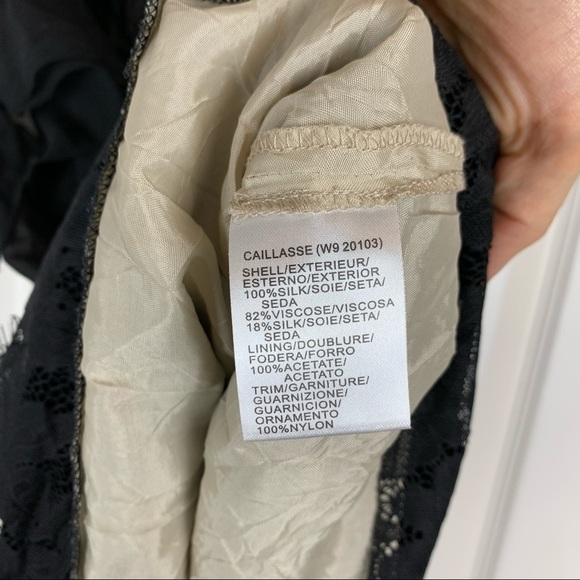 CAILLASSE (W9 20103)
SHELL/EXTERIEUR/
ESTERNO/EXTERIOR
100%SILK/SOIE/SETA/
SEDA
82%VISCOSE/VISCOSA
18%SILK/SOIE/SETA/
SEDA
LINING/DOUBLURE/
FODERA/FORRO
100%ACETATE/
ACETATO
TRIM/GARNITURE/
GUARNIZIONE/
GUARNICION/
ORNAMENTO
100%NYLON